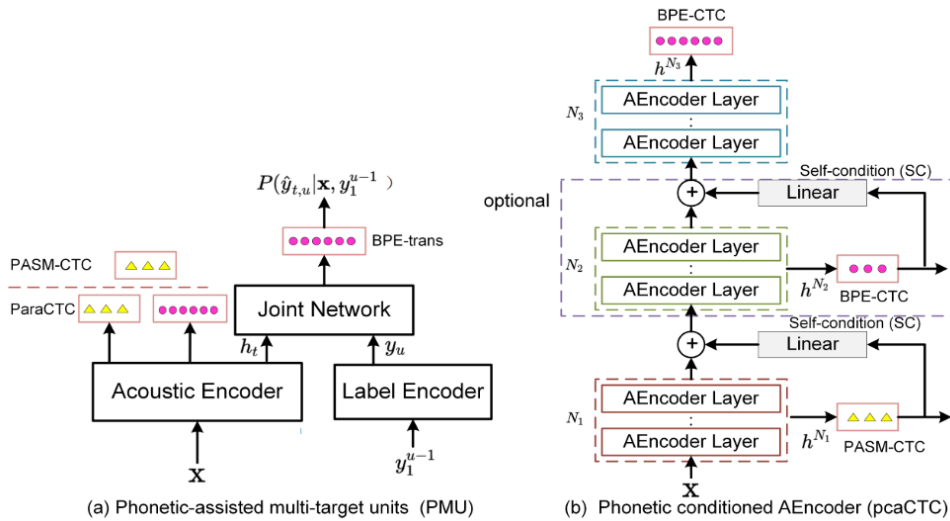 P(ŷ_{t,u}|𝐱, y_1^{u-1} )
BPE-trans
PASM-CTC
ParaCTC
Joint Network
h_t
y_u
Acoustic Encoder
Label Encoder
𝐱
y_1^{u-1}
(a) Phonetic-assisted multi-target units (PMU)
BPE-CTC
h^{N_3}
N_3
AEncoder Layer
⋮
AEncoder Layer
Self-condition (SC)
+
Linear
optional
N_2
AEncoder Layer
⋮
AEncoder Layer
h^{N_2}
BPE-CTC
Self-condition (SC)
+
Linear
N_1
AEncoder Layer
⋮
AEncoder Layer
h^{N_1}
PASM-CTC
𝐱
(b) Phonetic conditioned AEncoder (pcaCTC)